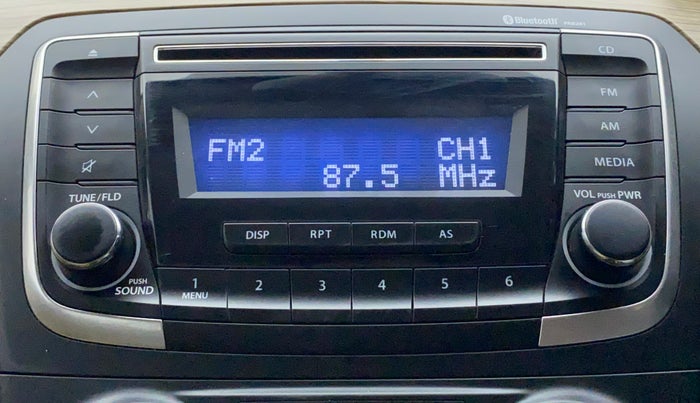 Bluetooth
CD
FM
AM
MEDIA
FM2 CH1
87.5 MHz
TUNE/FLD
VOL PUSH PWR
DISP RPT RDM AS
PUSH
SOUND
1 2 3 4 5 6
MENU